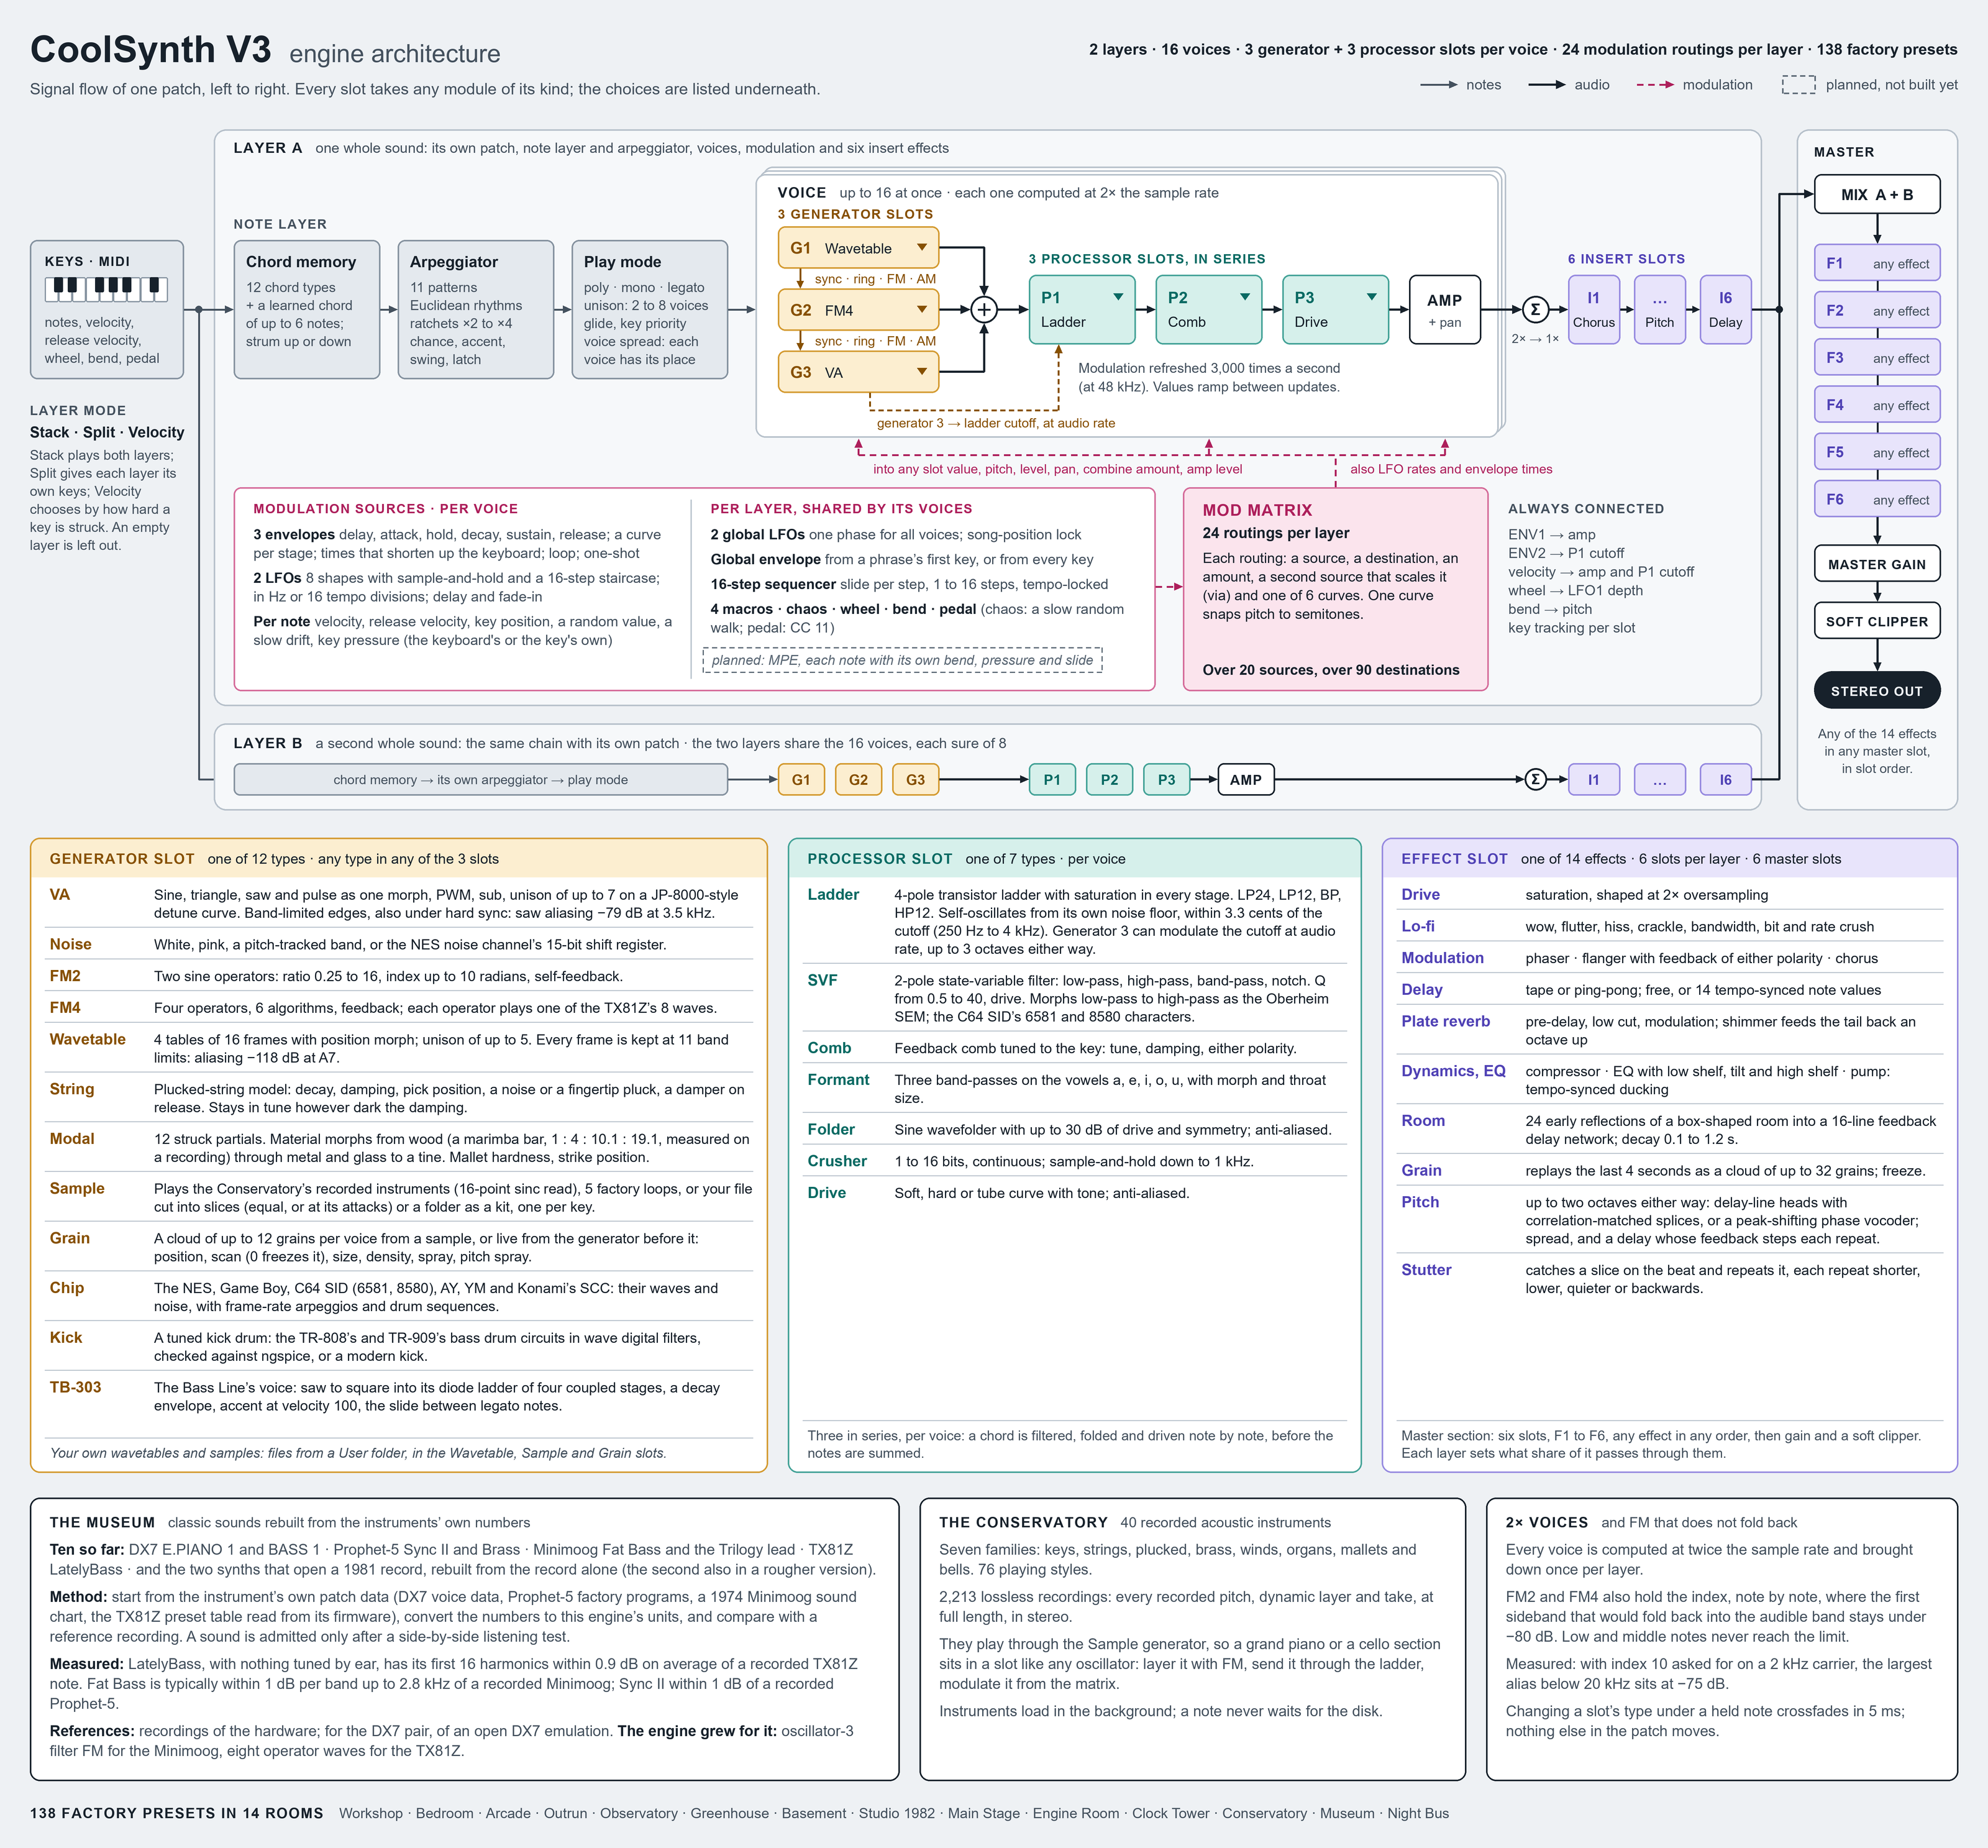 CoolSynth V3 engine architecture
2 layers · 16 voices · 3 generator + 3 processor slots per voice · 24 modulation routings per layer · 138 factory presets
Signal flow of one patch, left to right. Every slot takes any module of its kind; the choices are listed underneath.
notes audio modulation planned, not built yet
LAYER A one whole sound: its own patch, note layer and arpeggiator, voices, modulation and six insert effects
KEYS · MIDI
notes, velocity,
release velocity,
wheel, bend, pedal
LAYER MODE
Stack · Split · Velocity
Stack plays both layers;
Split gives each layer its
own keys; Velocity
chooses by how hard a
key is struck. An empty
layer is left out.
NOTE LAYER
Chord memory
12 chord types
+ a learned chord
of up to 6 notes;
strum up or down
Arpeggiator
11 patterns
Euclidean rhythms
ratchets ×2 to ×4
chance, accent,
swing, latch
Play mode
poly · mono · legato
unison: 2 to 8 voices
glide, key priority
voice spread: each
voice has its place
VOICE up to 16 at once · each one computed at 2× the sample rate
3 GENERATOR SLOTS
G1 Wavetable
sync · ring · FM · AM
G2 FM4
sync · ring · FM · AM
G3 VA
generator 3 → ladder cutoff, at audio rate
3 PROCESSOR SLOTS, IN SERIES
P1
Ladder
P2
Comb
P3
Drive
AMP
+ pan
Modulation refreshed 3,000 times a second
(at 48 kHz). Values ramp between updates.
Σ
2× → 1×
6 INSERT SLOTS
I1
Chorus
...
Pitch
I6
Delay
into any slot value, pitch, level, pan, combine amount, amp level
also LFO rates and envelope times
MODULATION SOURCES · PER VOICE
3 envelopes delay, attack, hold, decay, sustain, release; a curve
per stage; times that shorten up the keyboard; loop; one-shot
2 LFOs 8 shapes with sample-and-hold and a 16-step staircase;
in Hz or 16 tempo divisions; delay and fade-in
Per note velocity, release velocity, key position, a random value, a
slow drift, key pressure (the keyboard's or the key's own)
PER LAYER, SHARED BY ITS VOICES
2 global LFOs one phase for all voices; song-position lock
Global envelope from a phrase's first key, or from every key
16-step sequencer slide per step, 1 to 16 steps, tempo-locked
4 macros · chaos · wheel · bend · pedal (chaos: a slow random
walk; pedal: CC 11)
planned: MPE, each note with its own bend, pressure and slide
MOD MATRIX
24 routings per layer
Each routing: a source, a destination, an
amount, a second source that scales it
(via) and one of 6 curves. One curve
snaps pitch to semitones.
Over 20 sources, over 90 destinations
ALWAYS CONNECTED
ENV1 → amp
ENV2 → P1 cutoff
velocity → amp and P1 cutoff
wheel → LFO1 depth
bend → pitch
key tracking per slot
LAYER B a second whole sound: the same chain with its own patch · the two layers share the 16 voices, each sure of 8
chord memory → its own arpeggiator → play mode G1 G2 G3 P1 P2 P3 AMP Σ I1 ... I6
MASTER
MIX A + B
F1 any effect
F2 any effect
F3 any effect
F4 any effect
F5 any effect
F6 any effect
MASTER GAIN
SOFT CLIPPER
STEREO OUT
Any of the 14 effects
in any master slot,
in slot order.
GENERATOR SLOT one of 12 types · any type in any of the 3 slots
VA Sine, triangle, saw and pulse as one morph, PWM, sub, unison of up to 7 on a JP-8000-style
detune curve. Band-limited edges, also under hard sync: saw aliasing −79 dB at 3.5 kHz.
Noise White, pink, a pitch-tracked band, or the NES noise channel's 15-bit shift register.
FM2 Two sine operators: ratio 0.25 to 16, index up to 10 radians, self-feedback.
FM4 Four operators, 6 algorithms, feedback; each operator plays one of the TX81Z's 8 waves.
Wavetable 4 tables of 16 frames with position morph; unison of up to 5. Every frame is kept at 11 band
limits: aliasing −118 dB at A7.
String Plucked-string model: decay, damping, pick position, a noise or a fingertip pluck, a damper on
release. Stays in tune however dark the damping.
Modal 12 struck partials. Material morphs from wood (a marimba bar, 1 : 4 : 10.1 : 19.1, measured on
a recording) through metal and glass to a tine. Mallet hardness, strike position.
Sample Plays the Conservatory's recorded instruments (16-point sinc read), 5 factory loops, or your file
cut into slices (equal, or at its attacks) or a folder as a kit, one per key.
Grain A cloud of up to 12 grains per voice from a sample, or live from the generator before it:
position, scan (0 freezes it), size, density, spray, pitch spray.
Chip The NES, Game Boy, C64 SID (6581, 8580), AY, YM and Konami's SCC: their waves and
noise, with frame-rate arpeggios and drum sequences.
Kick A tuned kick drum: the TR-808's and TR-909's bass drum circuits in wave digital filters,
checked against ngspice, or a modern kick.
TB-303 The Bass Line's voice: saw to square into its diode ladder of four coupled stages, a decay
envelope, accent at velocity 100, the slide between legato notes.
Your own wavetables and samples: files from a User folder, in the Wavetable, Sample and Grain slots.
PROCESSOR SLOT one of 7 types · per voice
Ladder 4-pole transistor ladder with saturation in every stage. LP24, LP12, BP,
HP12. Self-oscillates from its own noise floor, within 3.3 cents of the
cutoff (250 Hz to 4 kHz). Generator 3 can modulate the cutoff at audio
rate, up to 3 octaves either way.
SVF 2-pole state-variable filter: low-pass, high-pass, band-pass, notch. Q
from 0.5 to 40, drive. Morphs low-pass to high-pass as the Oberheim
SEM; the C64 SID's 6581 and 8580 characters.
Comb Feedback comb tuned to the key: tune, damping, either polarity.
Formant Three band-passes on the vowels a, e, i, o, u, with morph and throat
size.
Folder Sine wavefolder with up to 30 dB of drive and symmetry; anti-aliased.
Crusher 1 to 16 bits, continuous; sample-and-hold down to 1 kHz.
Drive Soft, hard or tube curve with tone; anti-aliased.
Three in series, per voice: a chord is filtered, folded and driven note by note, before the
notes are summed.
EFFECT SLOT one of 14 effects · 6 slots per layer · 6 master slots
Drive saturation, shaped at 2× oversampling
Lo-fi wow, flutter, hiss, crackle, bandwidth, bit and rate crush
Modulation phaser · flanger with feedback of either polarity · chorus
Delay tape or ping-pong; free, or 14 tempo-synced note values
Plate reverb pre-delay, low cut, modulation; shimmer feeds the tail back an
octave up
Dynamics, EQ compressor · EQ with low shelf, tilt and high shelf · pump:
tempo-synced ducking
Room 24 early reflections of a box-shaped room into a 16-line feedback
delay network; decay 0.1 to 1.2 s.
Grain replays the last 4 seconds as a cloud of up to 32 grains; freeze.
Pitch up to two octaves either way: delay-line heads with
correlation-matched splices, or a peak-shifting phase vocoder;
spread, and a delay whose feedback steps each repeat.
Stutter catches a slice on the beat and repeats it, each repeat shorter,
lower, quieter or backwards.
Master section: six slots, F1 to F6, any effect in any order, then gain and a soft clipper.
Each layer sets what share of it passes through them.
THE MUSEUM classic sounds rebuilt from the instruments' own numbers
Ten so far: DX7 E.PIANO 1 and BASS 1 · Prophet-5 Sync II and Brass · Minimoog Fat Bass and the Trilogy lead · TX81Z
LatelyBass · and the two synths that open a 1981 record, rebuilt from the record alone (the second also in a rougher version).
Method: start from the instrument's own patch data (DX7 voice data, Prophet-5 factory programs, a 1974 Minimoog sound
chart, the TX81Z preset table read from its firmware), convert the numbers to this engine's units, and compare with a
reference recording. A sound is admitted only after a side-by-side listening test.
Measured: LatelyBass, with nothing tuned by ear, has its first 16 harmonics within 0.9 dB on average of a recorded TX81Z
note. Fat Bass is typically within 1 dB per band up to 2.8 kHz of a recorded Minimoog; Sync II within 1 dB of a recorded
Prophet-5.
References: recordings of the hardware; for the DX7 pair, of an open DX7 emulation. The engine grew for it: oscillator-3
filter FM for the Minimoog, eight operator waves for the TX81Z.
THE CONSERVATORY 40 recorded acoustic instruments
Seven families: keys, strings, plucked, brass, winds, organs, mallets and
bells. 76 playing styles.
2,213 lossless recordings: every recorded pitch, dynamic layer and take, at
full length, in stereo.
They play through the Sample generator, so a grand piano or a cello section
sits in a slot like any oscillator: layer it with FM, send it through the ladder,
modulate it from the matrix.
Instruments load in the background; a note never waits for the disk.
2× VOICES and FM that does not fold back
Every voice is computed at twice the sample rate and brought
down once per layer.
FM2 and FM4 also hold the index, note by note, where the first
sideband that would fold back into the audible band stays under
−80 dB. Low and middle notes never reach the limit.
Measured: with index 10 asked for on a 2 kHz carrier, the largest
alias below 20 kHz sits at −75 dB.
Changing a slot's type under a held note crossfades in 5 ms;
nothing else in the patch moves.
138 FACTORY PRESETS IN 14 ROOMS Workshop · Bedroom · Arcade · Outrun · Observatory · Greenhouse · Basement · Studio 1982 · Main Stage · Engine Room · Clock Tower · Conservatory · Museum · Night Bus